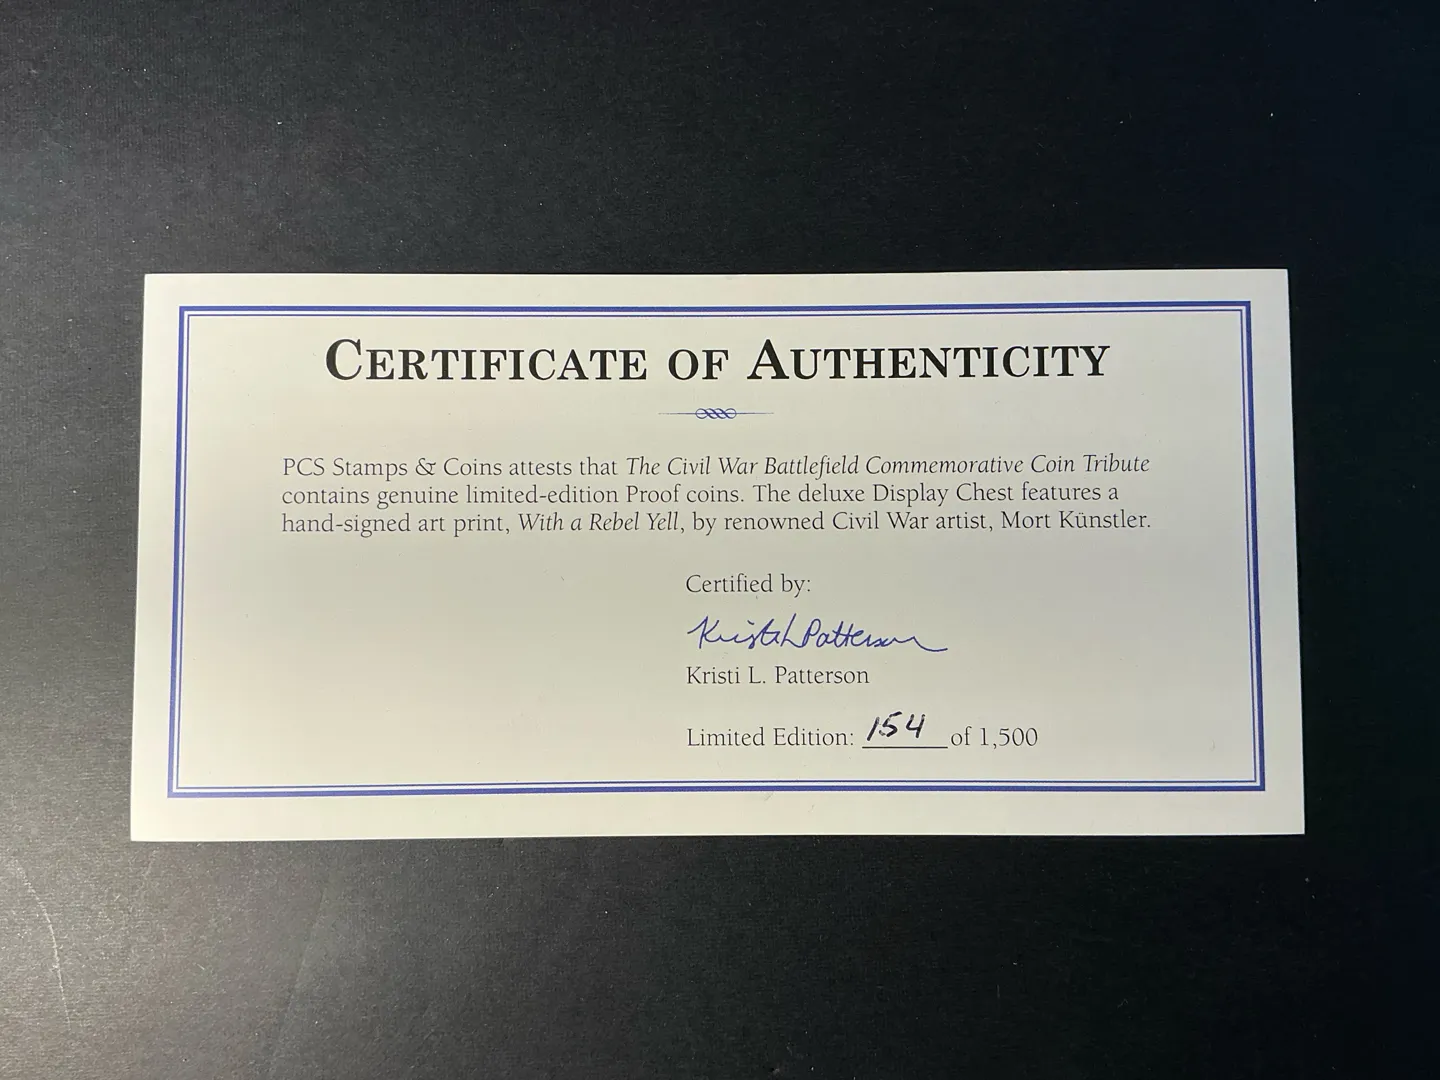 CERTIFICATE OF AUTHENTICITY
PCS Stamps & Coins attests that The Civil War Battlefield Commemorative Coin Tribute
contains genuine limited-edition Proof coins. The deluxe Display Chest features a
hand-signed art print, With a Rebel Yell, by renowned Civil War artist, Mort Künstler.
Certified by:
Kristi L Patterson
Kristi L. Patterson
Limited Edition: 154 of 1,500